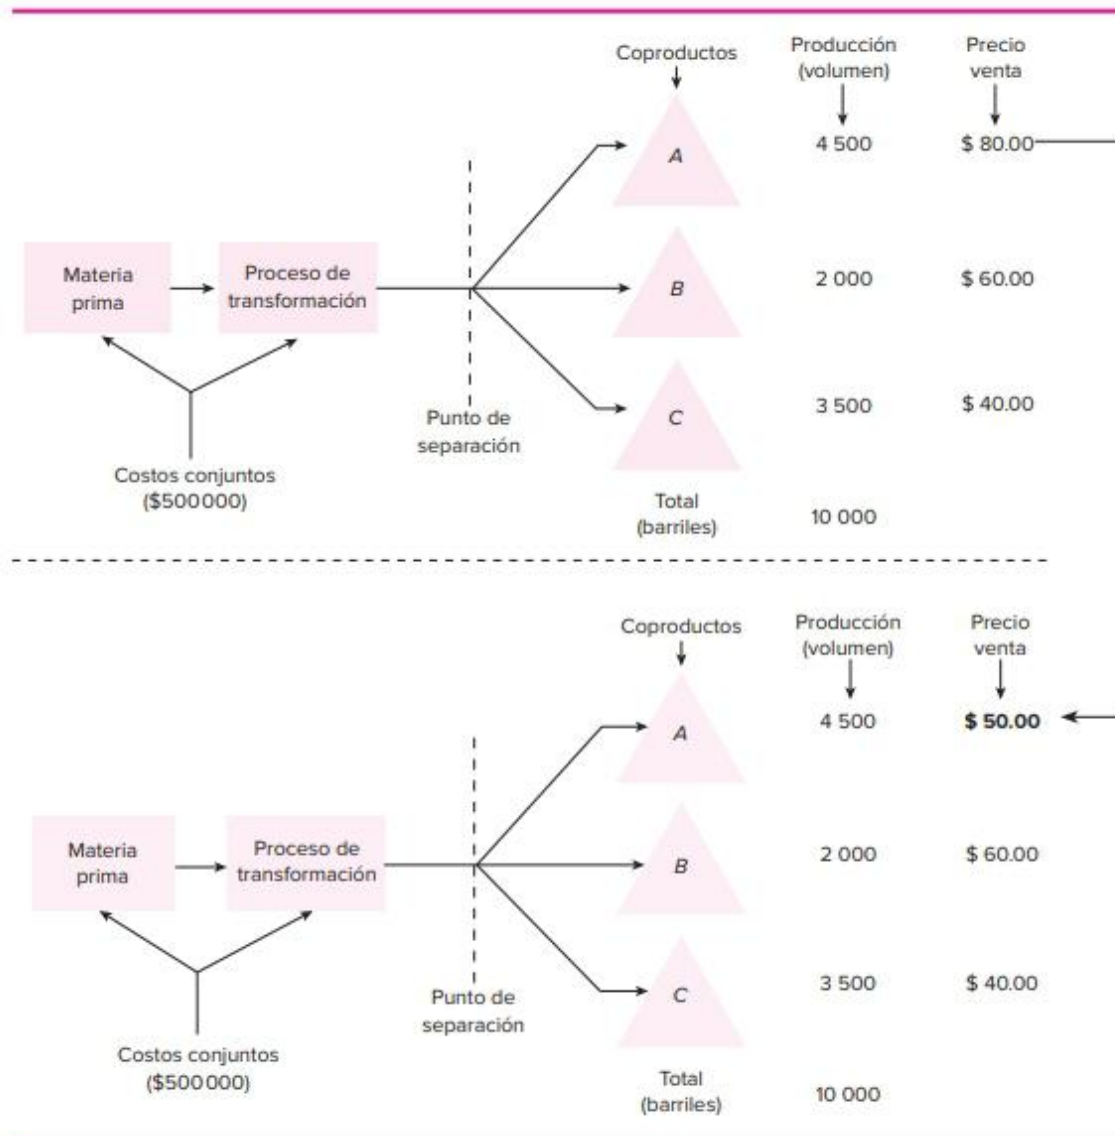 Coproductos
Producción
(volumen)
Precio
venta
A
4 500
$ 80.00
Materia
prima
Proceso de
transformación
B
2 000
$ 60.00
C
3 500
$ 40.00
Punto de
separación
Costos conjuntos
($500000)
Total
(barriles)
10 000
Coproductos
Producción
(volumen)
Precio
venta
A
4 500
$ 50.00
Materia
prima
Proceso de
transformación
B
2 000
$ 60.00
C
3 500
$ 40.00
Punto de
separación
Costos conjuntos
($500000)
Total
(barriles)
10 000